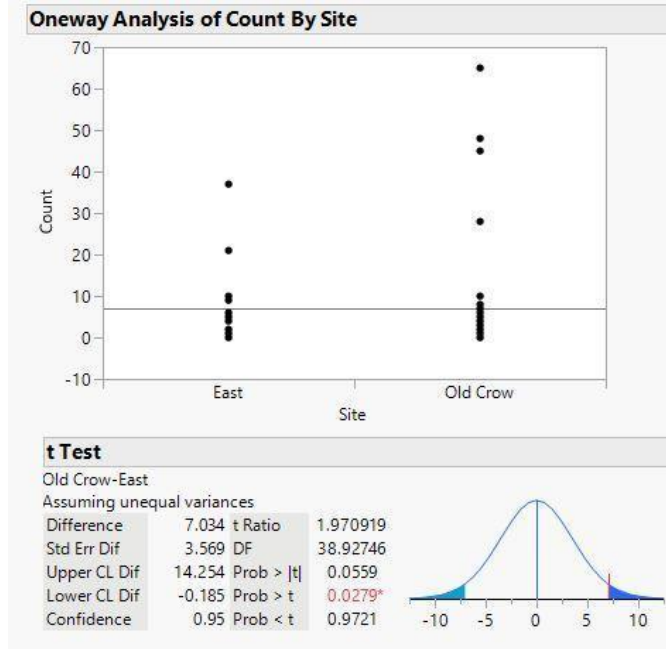 Oneway Analysis of Count By Site
70
60
50
40
30
20
10
0
-10
Count
East Old Crow
Site
t Test
Old Crow-East
Assuming unequal variances
Difference 7.034 t Ratio 1.970919
Std Err Dif 3.569 DF 38.92746
Upper CL Dif 14.254 Prob > |t| 0.0559
Lower CL Dif -0.185 Prob > t 0.0279*
Confidence 0.95 Prob < t 0.9721
-10 -5 0 5 10